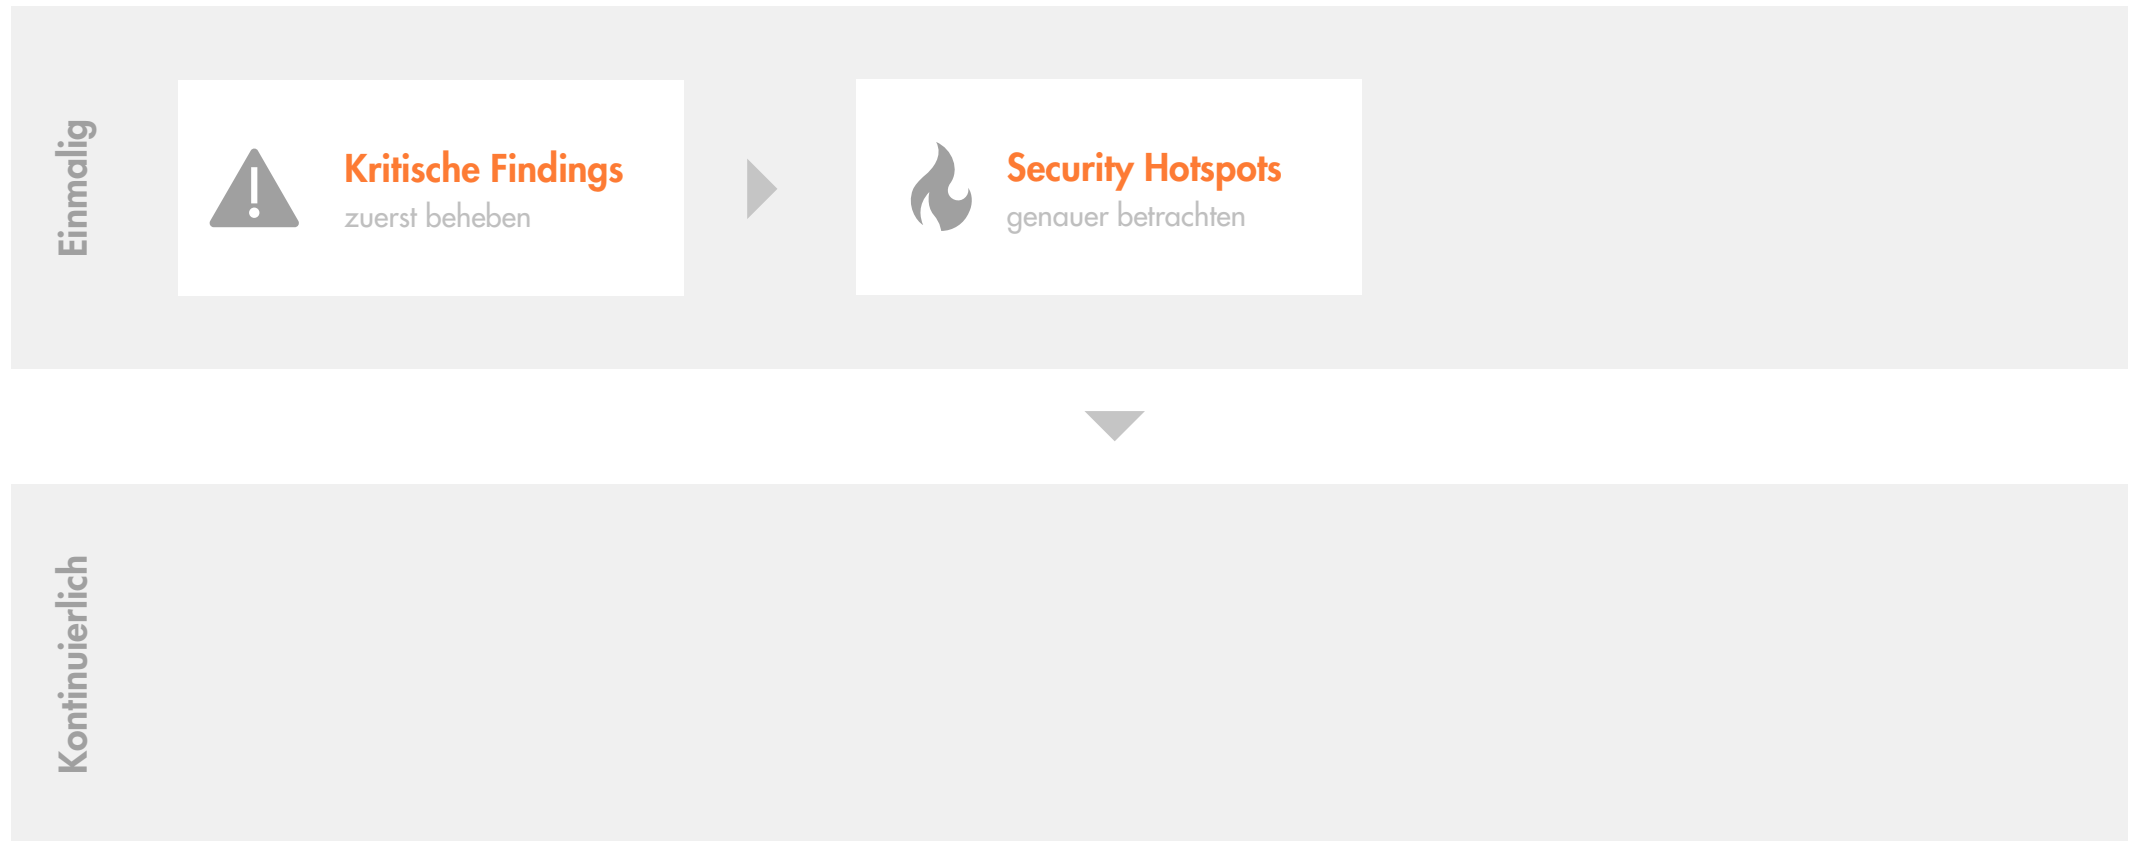 Einmalig
Kritische Findings
zuerst beheben
Security Hotspots
genauer betrachten
Kontinuierlich